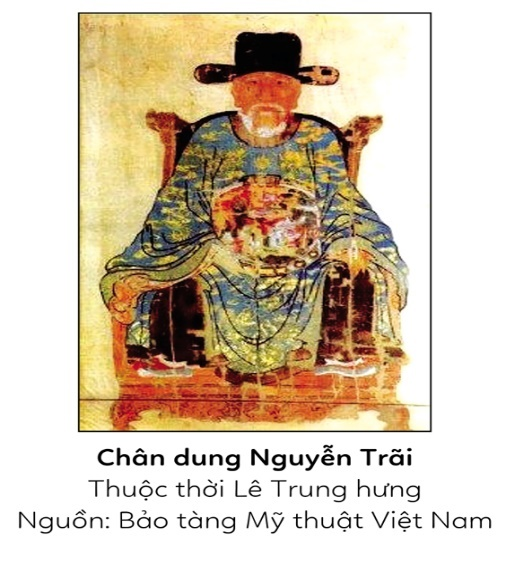 Chân dung Nguyễn Trãi
Thuộc thời Lê Trung hưng
Nguồn: Bảo tàng Mỹ thuật Việt Nam